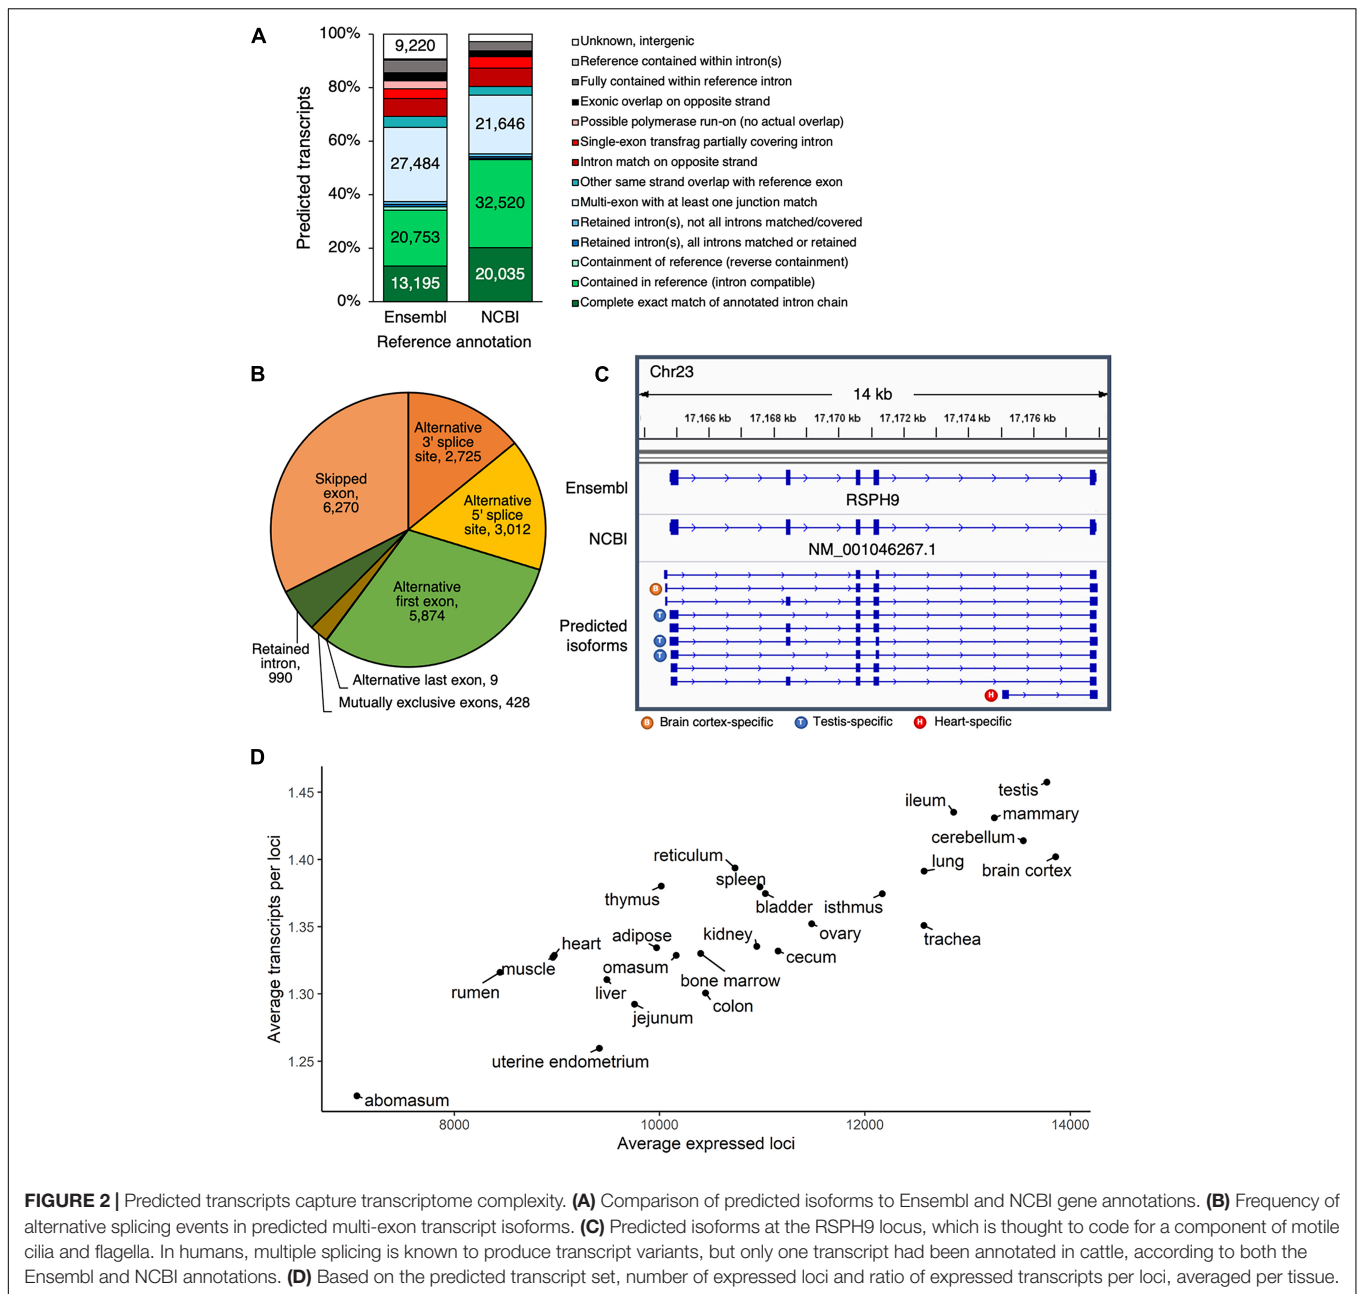 A
Predicted transcripts
100%
80%
60%
40%
20%
0%
9,220
27,484
20,753
13,195
21,646
32,520
20,035
Ensembl
NCBI
Reference annotation
Unknown, intergenic
Reference contained within intron(s)
Fully contained within reference intron
Exonic overlap on opposite strand
Possible polymerase run-on (no actual overlap)
Single-exon transfrag partially covering intron
Intron match on opposite strand
Other same strand overlap with reference exon
Multi-exon with at least one junction match
Retained intron(s), not all introns matched/covered
Retained intron(s), all introns matched or retained
Containment of reference (reverse containment)
Contained in reference (intron compatible)
Complete exact match of annotated intron chain
B
Alternative
3' splice
site, 2,725
Alternative
5' splice
site, 3,012
Alternative
first exon,
5,874
Skipped
exon,
6,270
Retained
intron,
990
Alternative last exon, 9
Mutually exclusive exons, 428
C
Chr23
14 kb
17,166 kb 17,168 kb 17,170 kb 17,172 kb 17,174 kb 17,176 kb
Ensembl
RSPH9
NCBI
NM_001046267.1
Predicted
isoforms
B
T
T
T
H
B Brain cortex-specific T Testis-specific H Heart-specific
D
Average transcripts per loci
1.45
1.40
1.35
1.30
1.25
testis
ileum
mammary
cerebellum
brain cortex
lung
reticulum
spleen
thymus
bladder
isthmus
ovary
trachea
kidney
cecum
adipose
heart
muscle
omasum
bone marrow
rumen
liver
colon
jejunum
uterine endometrium
abomasum
8000 10000 12000 14000
Average expressed loci
FIGURE 2 | Predicted transcripts capture transcriptome complexity. (A) Comparison of predicted isoforms to Ensembl and NCBI gene annotations. (B) Frequency of
alternative splicing events in predicted multi-exon transcript isoforms. (C) Predicted isoforms at the RSPH9 locus, which is thought to code for a component of motile
cilia and flagella. In humans, multiple splicing is known to produce transcript variants, but only one transcript had been annotated in cattle, according to both the
Ensembl and NCBI annotations. (D) Based on the predicted transcript set, number of expressed loci and ratio of expressed transcripts per loci, averaged per tissue.